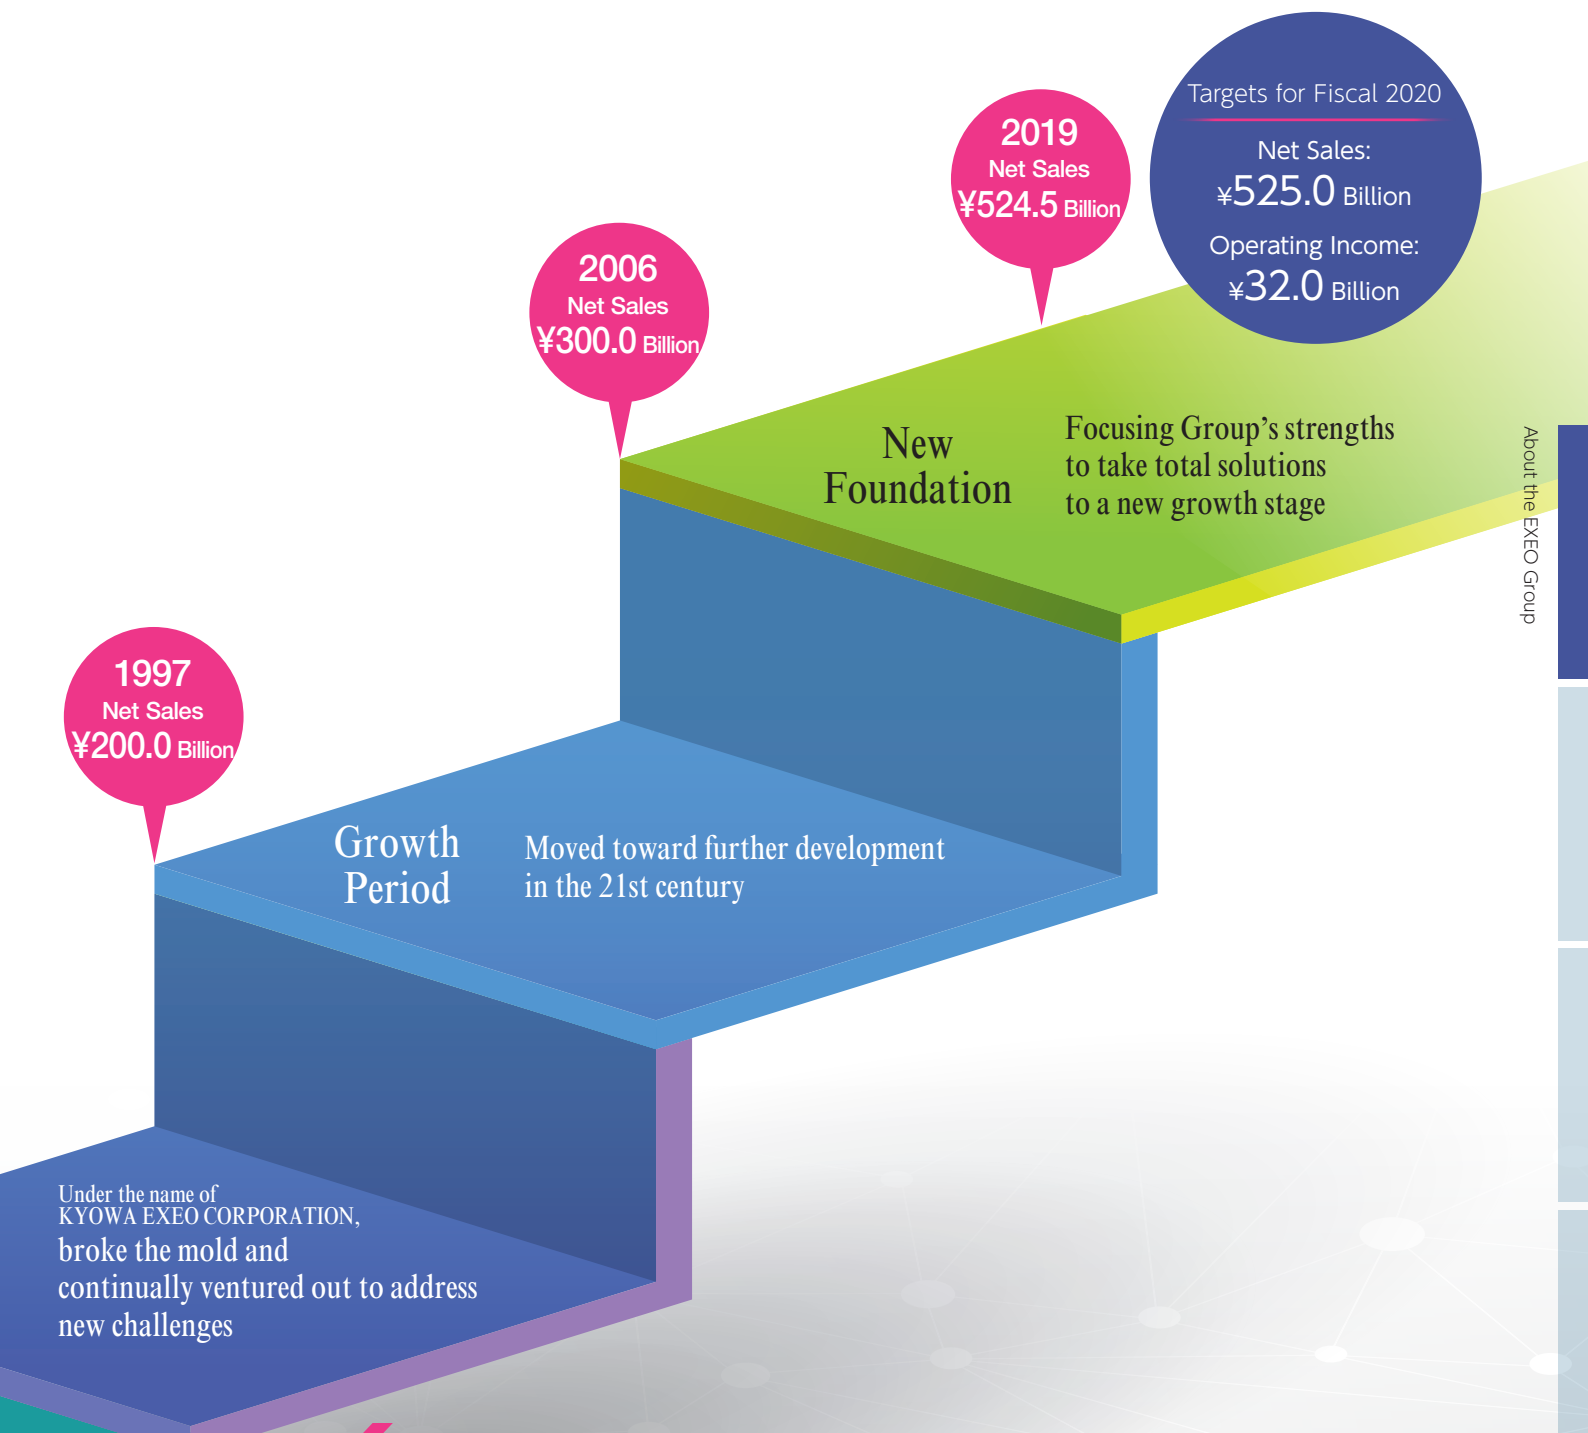 Targets for Fiscal 2020
Net Sales:
¥525.0 Billion
Operating Income:
¥32.0 Billion
2019
Net Sales
¥524.5 Billion
2006
Net Sales
¥300.0 Billion
New
Foundation
Focusing Group's strengths
to take total solutions
to a new growth stage
About the EXEO Group
1997
Net Sales
¥200.0 Billion
Growth
Period
Moved toward further development
in the 21st century
Under the name of
KYOWA EXEO CORPORATION,
broke the mold and
continually ventured out to address
new challenges